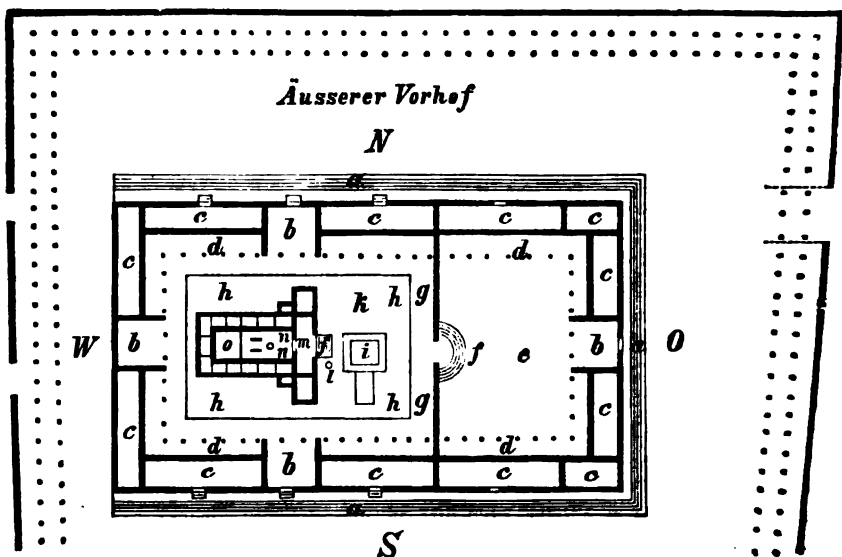 Äusserer Vorhof
N
a
c b c c c
c d d c
h k h g
W b o n m f i f e b a O
n
l
h h g
c c
d d
c b c c c
a
S